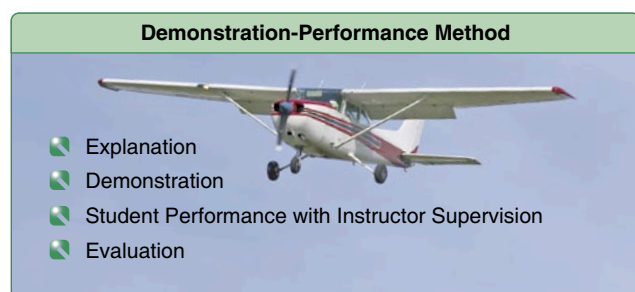 Demonstration-Performance Method
Explanation
Demonstration
Student Performance with Instructor Supervision
Evaluation